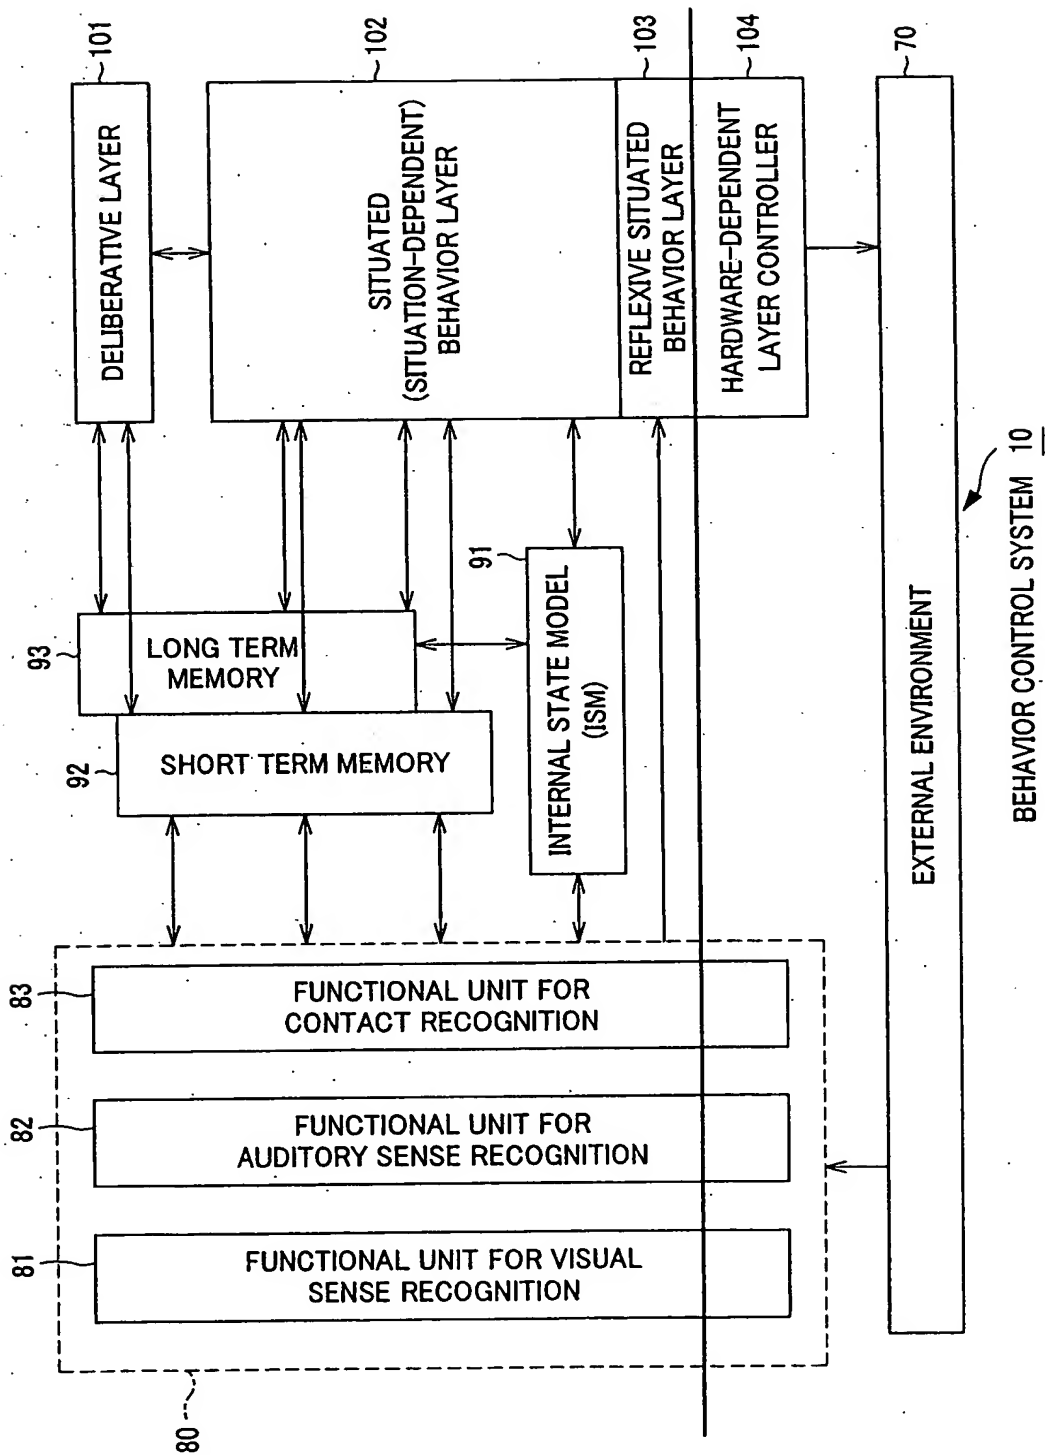 80
81
FUNCTIONAL UNIT FOR VISUAL
SENSE RECOGNITION
82
FUNCTIONAL UNIT FOR
AUDITORY SENSE RECOGNITION
83
FUNCTIONAL UNIT FOR
CONTACT RECOGNITION
92
SHORT TERM MEMORY
93
LONG TERM
MEMORY
91
INTERNAL STATE MODEL
(ISM)
101
DELIBERATIVE LAYER
102
SITUATED
(SITUATION-DEPENDENT)
BEHAVIOR LAYER
103
REFLEXIVE SITUATED
BEHAVIOR LAYER
104
HARDWARE-DEPENDENT
LAYER CONTROLLER
70
EXTERNAL ENVIRONMENT
BEHAVIOR CONTROL SYSTEM 10